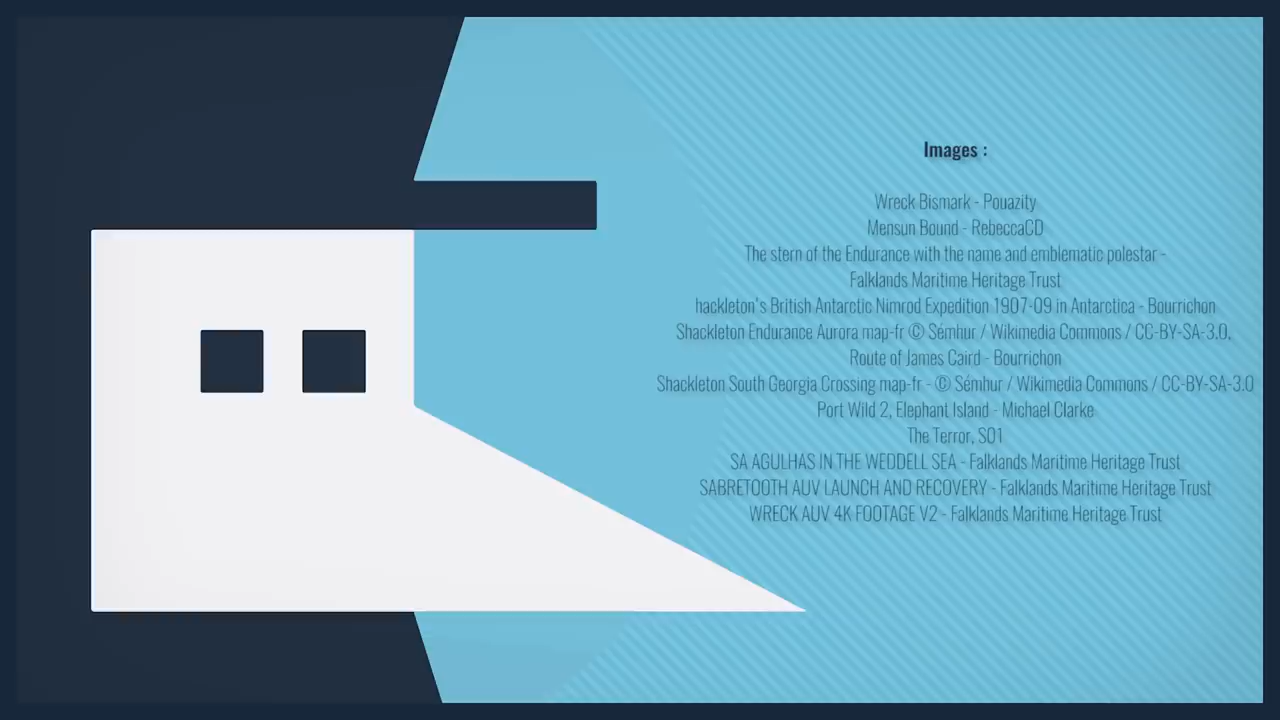 Images :
Wreck Bismark - Pouazity
Mensun Bound - RebeccaCD
The stern of the Endurance with the name and emblematic polestar -
Falklands Maritime Heritage Trust
hackleton's British Antarctic Nimrod Expedition 1907-09 in Antarctica - Bourrichon
Shackleton Endurance Aurora map-fr © Sémhur / Wikimedia Commons / CC-BY-SA-3.0,
Route of James Caird - Bourrichon
Shackleton South Georgia Crossing map-fr - © Sémhur / Wikimedia Commons / CC-BY-SA-3.0
Port Wild 2, Elephant Island - Michael Clarke
The Terror, S01
SA AGULHAS IN THE WEDDELL SEA - Falklands Maritime Heritage Trust
SABRETOOTH AUV LAUNCH AND RECOVERY - Falklands Maritime Heritage Trust
WRECK AUV 4K FOOTAGE V2 - Falklands Maritime Heritage Trust